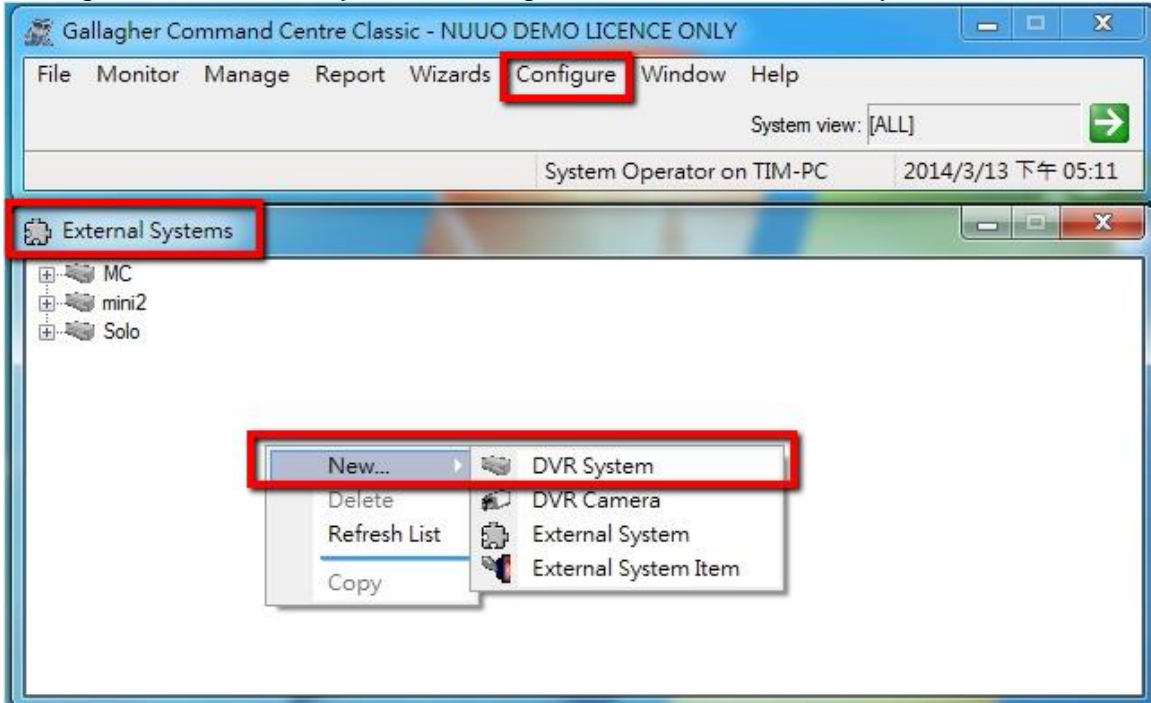 Gallagher Command Centre Classic - NUUO DEMO LICENCE ONLY
File Monitor Manage Report Wizards Configure Window Help
System view: [ALL]
System Operator on TIM-PC 2014/3/13 下午 05:11
External Systems
MC
mini2
Solo
New... DVR System
Delete DVR Camera
Refresh List External System
External System Item
Copy